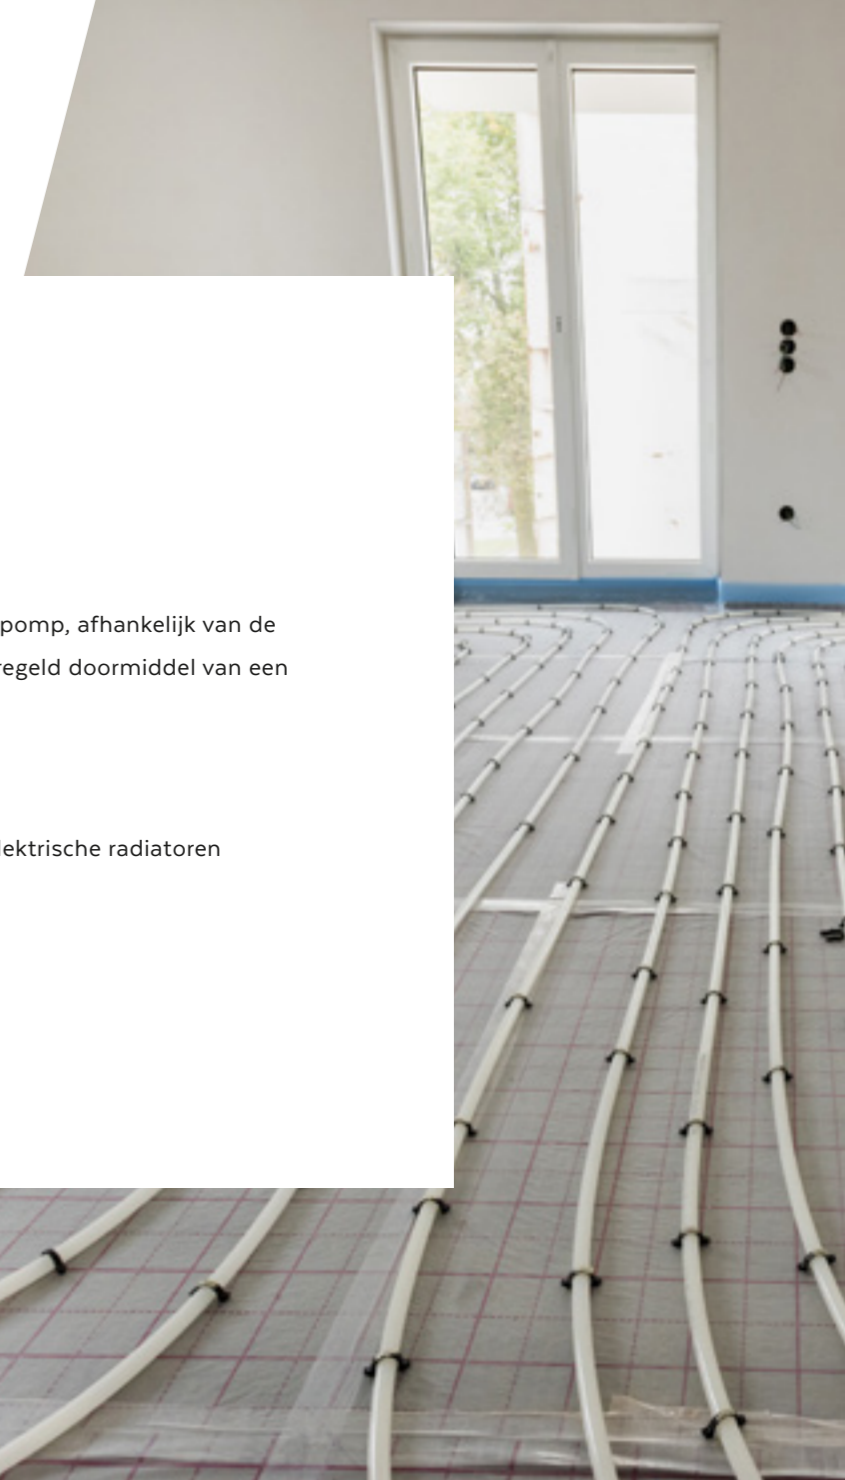 pomp, afhankelijk van de
regeld doormiddel van een
lektrische radiatoren